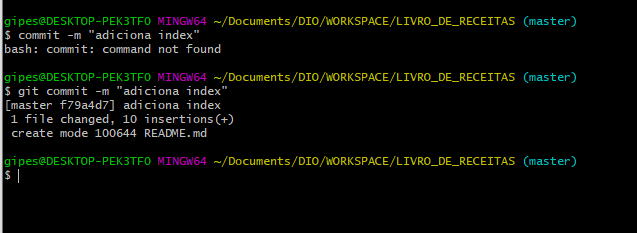 gipes@DESKTOP-PEK3TFO MINGW64 ~/Documents/DIO/WORKSPACE/LIVRO_DE_RECEITAS (master)
$ commit -m "adiciona index"
bash: commit: command not found
gipes@DESKTOP-PEK3TFO MINGW64 ~/Documents/DIO/WORKSPACE/LIVRO_DE_RECEITAS (master)
$ git commit -m "adiciona index"
[master f79a4d7] adiciona index
 1 file changed, 10 insertions(+)
 create mode 100644 README.md
gipes@DESKTOP-PEK3TFO MINGW64 ~/Documents/DIO/WORKSPACE/LIVRO_DE_RECEITAS (master)
$